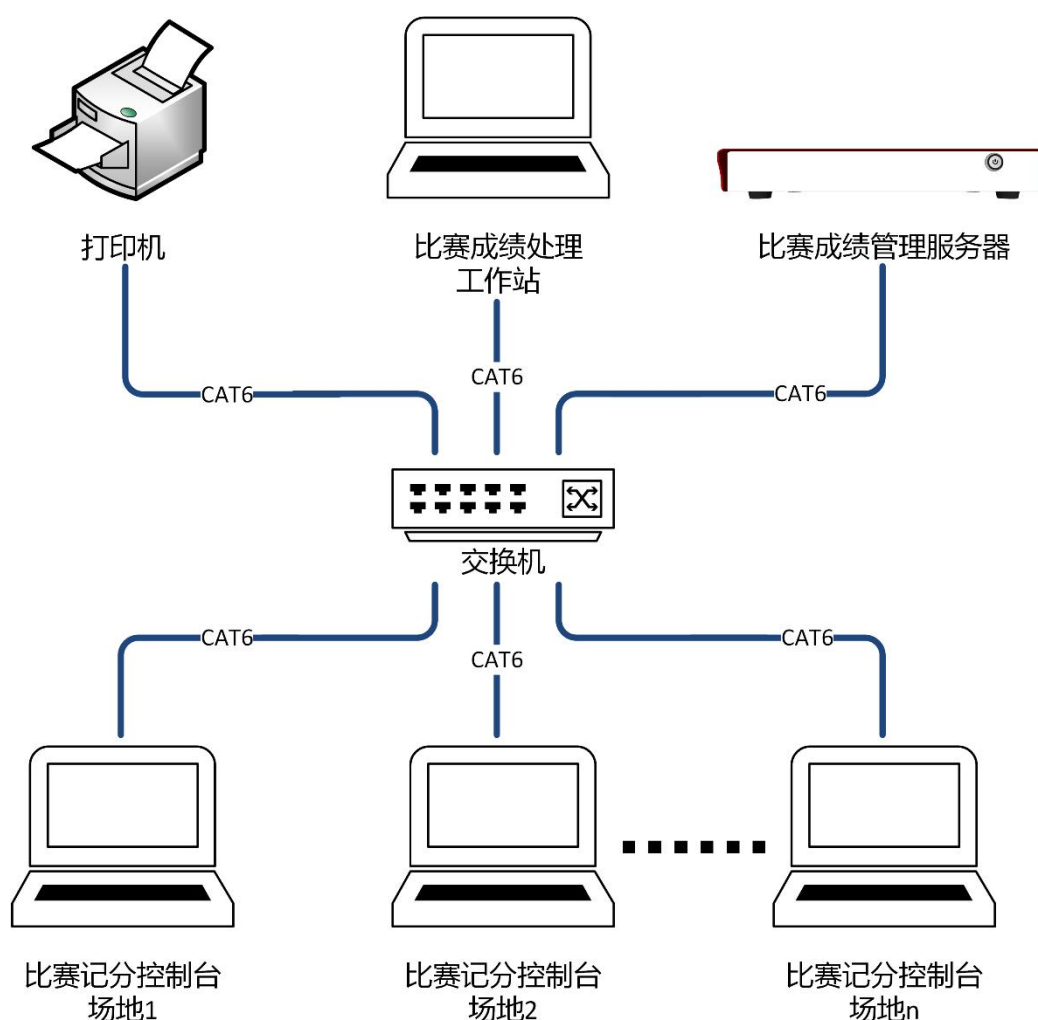 打印机
比赛成绩处理
工作站
比赛成绩管理服务器
CAT6
CAT6
CAT6
交换机
CAT6
CAT6
CAT6
比赛记分控制台
场地1
比赛记分控制台
场地2
比赛记分控制台
场地n